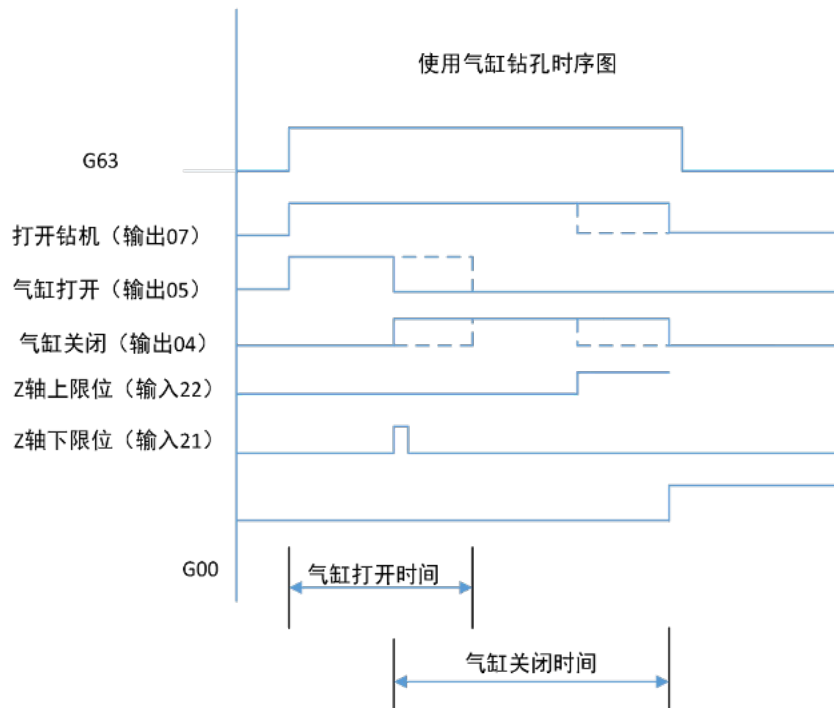 使用气缸钻孔时序图
G63
打开钻机（输出07）
气缸打开（输出05）
气缸关闭（输出04）
Z轴上限位（输入22）
Z轴下限位（输入21）
G00
气缸打开时间
气缸关闭时间